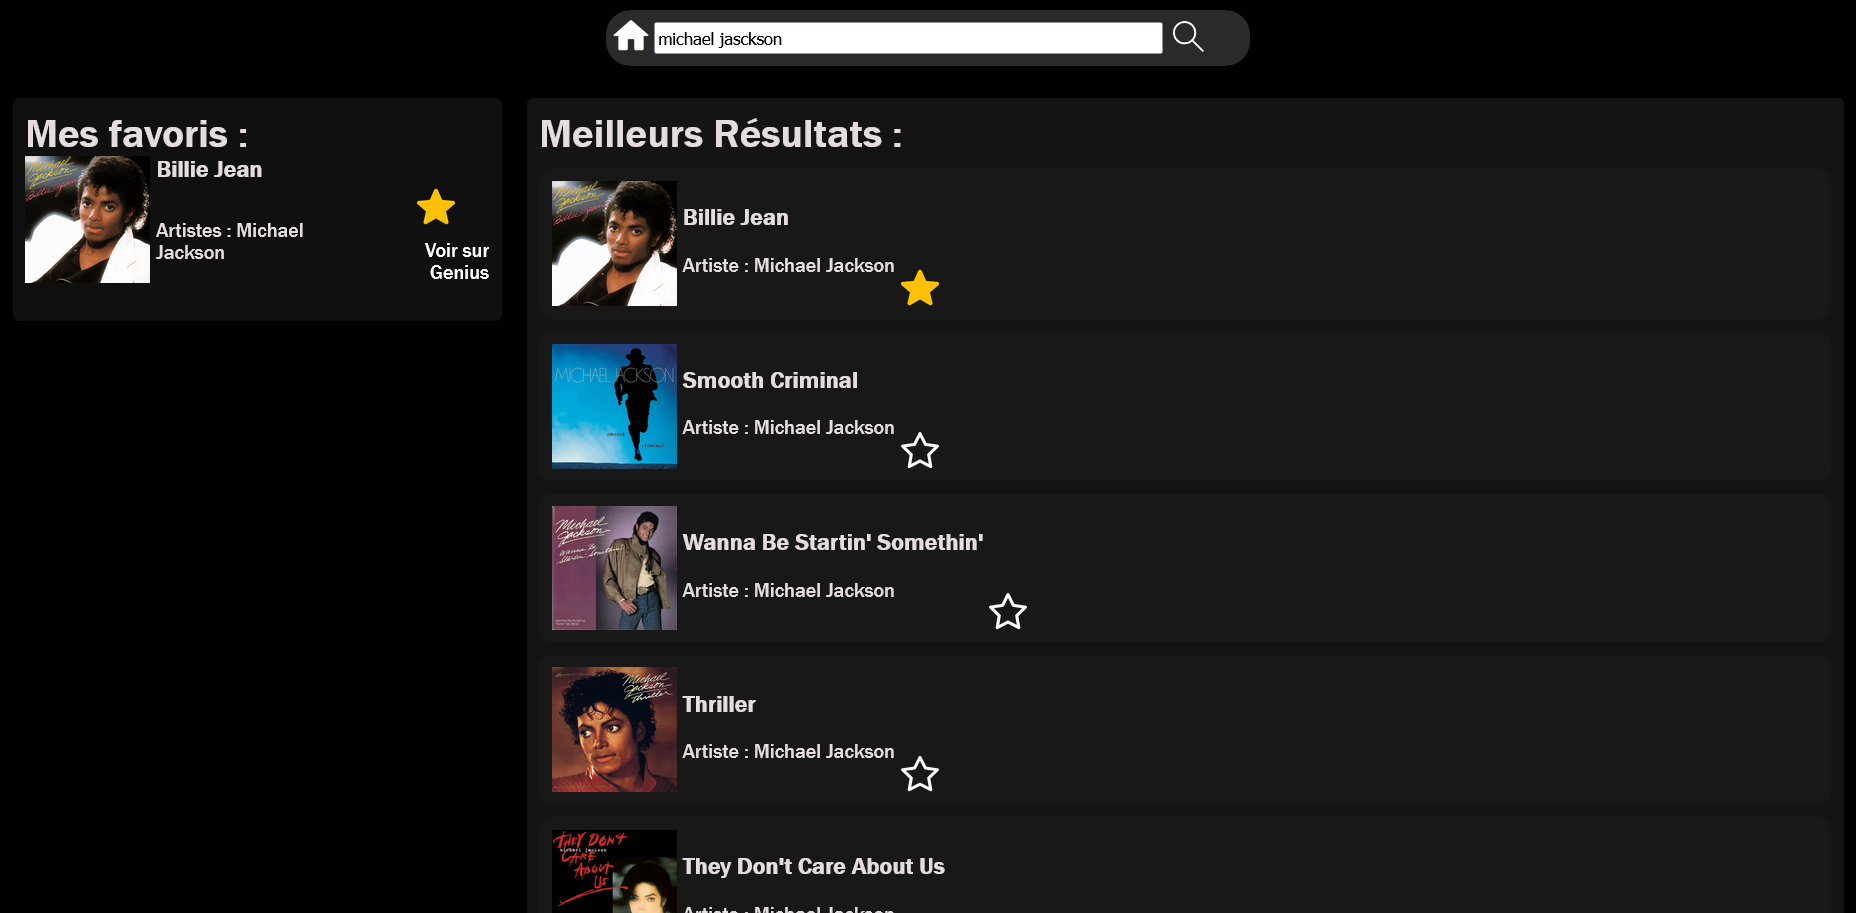 michael jasckson
Mes favoris :
Michael
Jackson
Billie Jean
Billie Jean
Artistes : Michael
Jackson
Voir sur
Genius
Meilleurs Résultats :
Michael
Jackson
Billie Jean
Billie Jean
Artiste : Michael Jackson
MICHAEL JACKSON
smooth
criminal
Smooth Criminal
Artiste : Michael Jackson
Michael
Jackson
Wanna Be
Startin' Somethin'
Wanna Be Startin' Somethin'
Artiste : Michael Jackson
Michael
Jackson
Thriller
Thriller
Artiste : Michael Jackson
THEY DON'T
michael jackson
CARE
ABOUT
US
They Don't Care About Us
Artiste : Michael Jackson